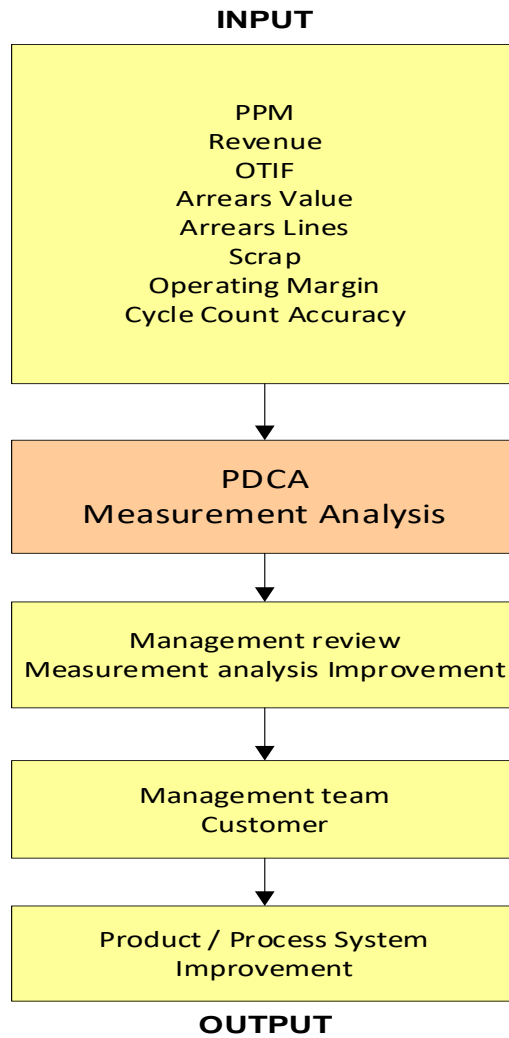 INPUT
PPM
Revenue
OTIF
Arrears Value
Arrears Lines
Scrap
Operating Margin
Cycle Count Accuracy
PDCA
Measurement Analysis
Management review
Measurement analysis Improvement
Management team
Customer
Product / Process System
Improvement
OUTPUT